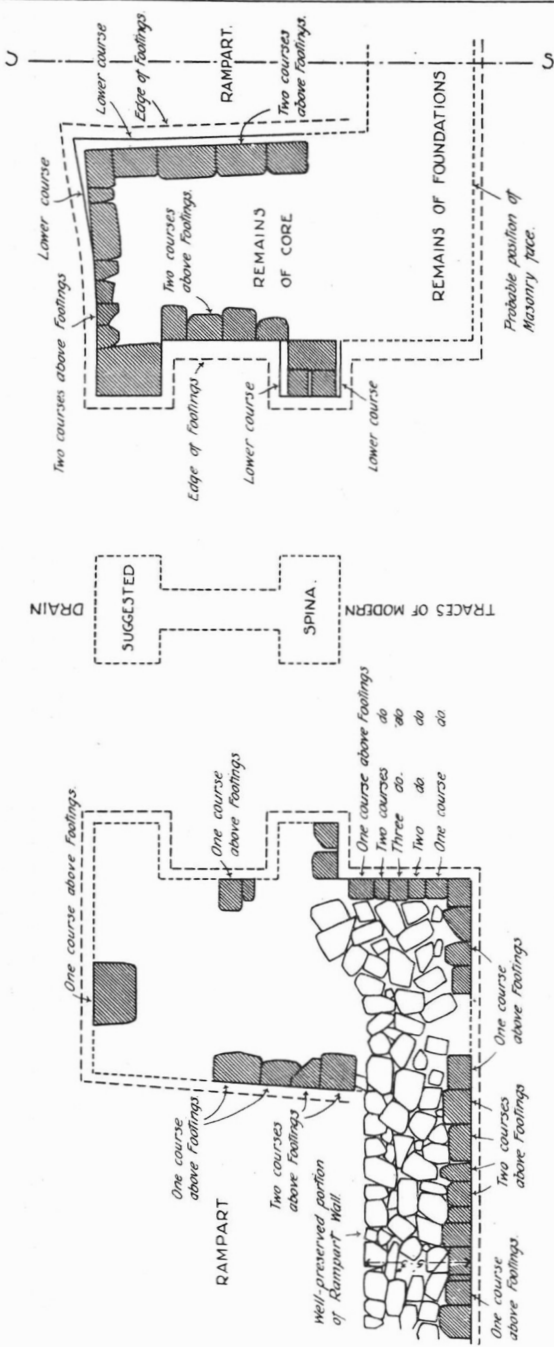 One course above Footings.
One course
above Footings
One course above Footings
Two courses do
Three do. do
Two do. do
One course do.
One course
above Footings.
RAMPART
Two courses
above Footings
Well-preserved portion
of Rampart Wall.
One course
above Footings
Two courses
above Footings
One course
above Footings.
DRAIN
SUGGESTED
SPINA.
TRACES OF MODERN
Two courses above Footings
Lower course
Lower course
Edge of Footings.
RAMPART.
Two courses
above Footings.
Two courses
above Footings.
REMAINS
OF CORE
Edge of Footings
Lower course
Lower course
REMAINS OF FOUNDATIONS
Probable position of
Masonry face.
S